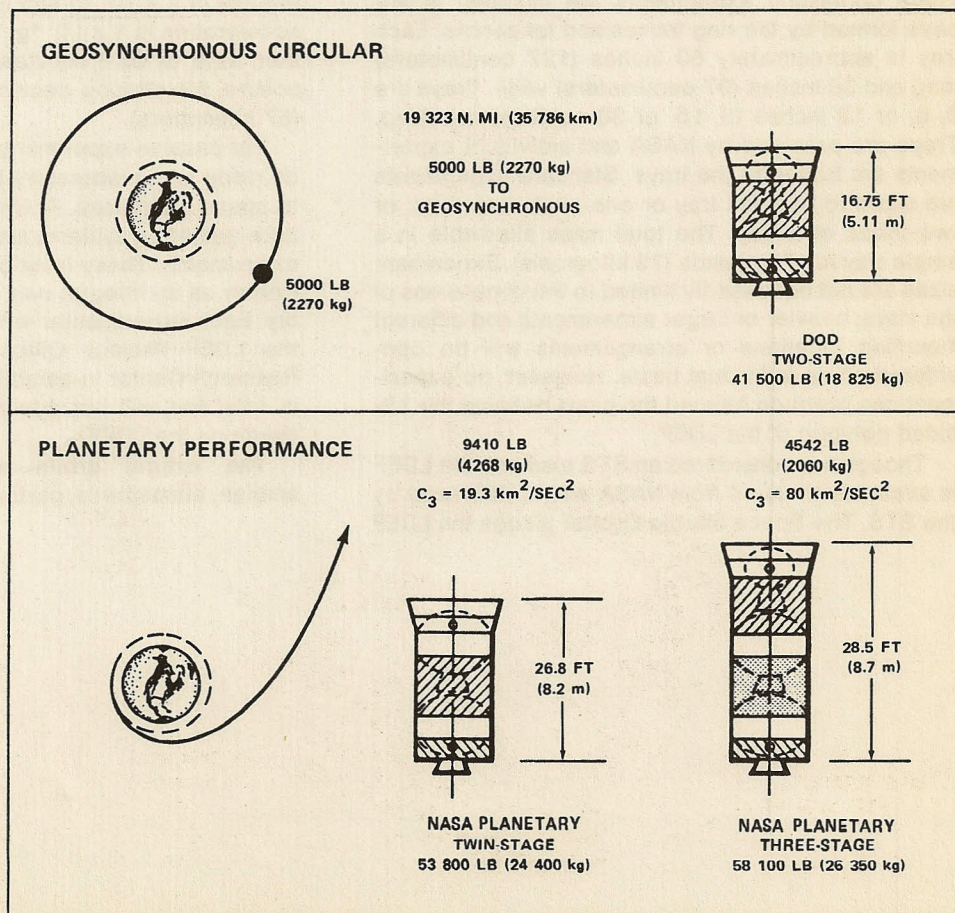 GEOSYNCHRONOUS CIRCULAR
19 323 N. MI. (35 786 km)
5000 LB (2270 kg)
TO
GEOSYNCHRONOUS
5000 LB
(2270 kg)
16.75 FT
(5.11 m)
DOD
TWO-STAGE
41 500 LB (18 825 kg)
PLANETARY PERFORMANCE
9410 LB
(4268 kg)
C₃ = 19.3 km²/SEC²
4542 LB
(2060 kg)
C₃ = 80 km²/SEC²
26.8 FT
(8.2 m)
28.5 FT
(8.7 m)
NASA PLANETARY
TWIN-STAGE
53 800 LB (24 400 kg)
NASA PLANETARY
THREE-STAGE
58 100 LB (26 350 kg)